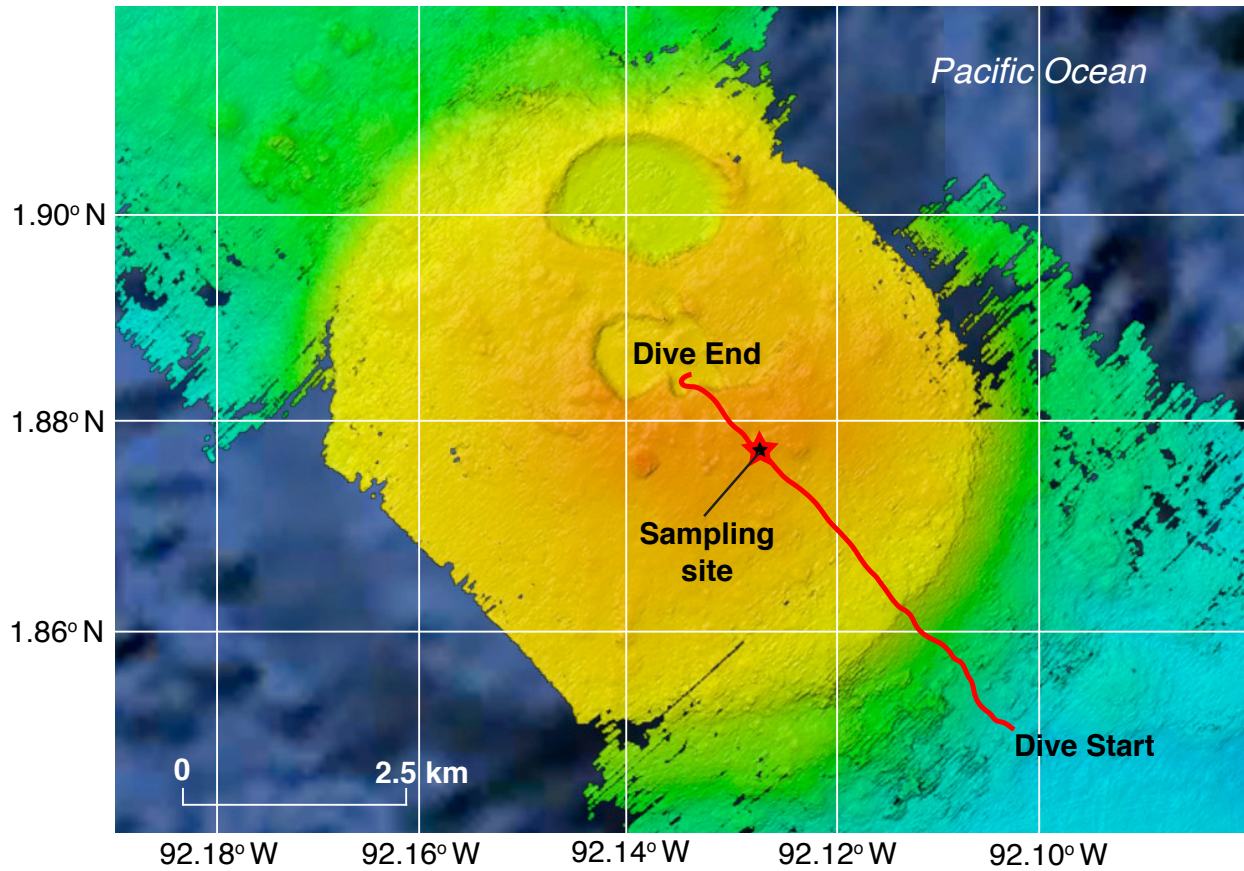 Pacific Ocean
1.90° N
Dive End
1.88° N
Sampling
site
1.86° N
Dive Start
0 2.5 km
92.18° W 92.16° W 92.14° W 92.12° W 92.10° W